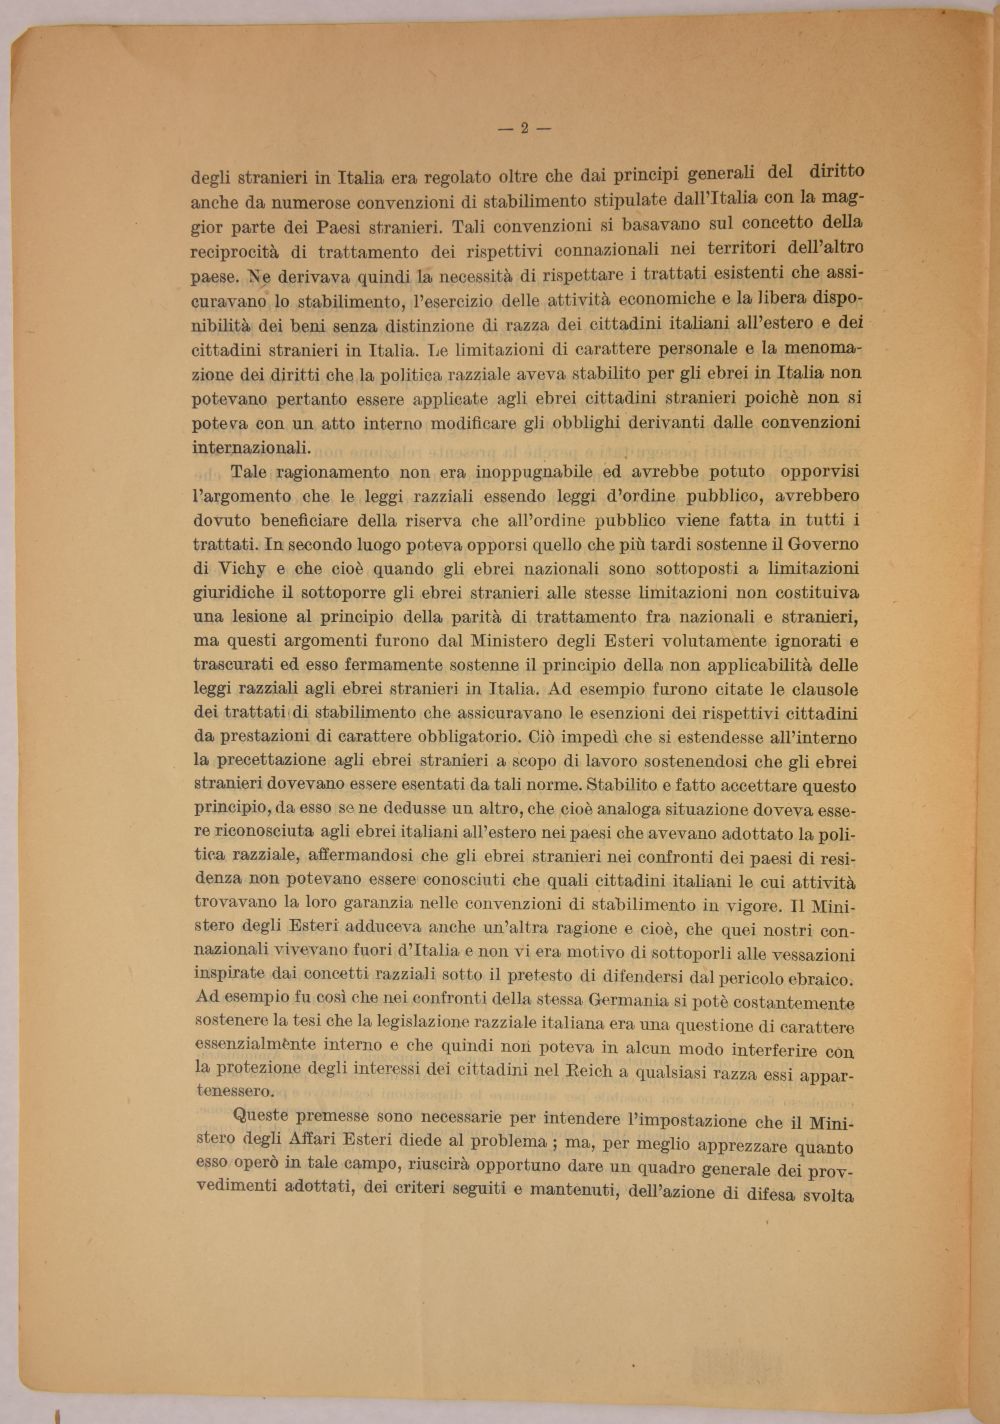 — 2 —
degli stranieri in Italia era regolato oltre che dai principi generali del diritto
anche da numerose convenzioni di stabilimento stipulate dall'Italia con la mag-
gior parte dei Paesi stranieri. Tali convenzioni si basavano sul concetto della
reciprocità di trattamento dei rispettivi connazionali nei territori dell'altro
paese. Ne derivava quindi la necessità di rispettare i trattati esistenti che assi-
curavano lo stabilimento, l'esercizio delle attività economiche e la libera dispo-
nibilità dei beni senza distinzione di razza dei cittadini italiani all'estero e dei
cittadini stranieri in Italia. Le limitazioni di carattere personale e la menoma-
zione dei diritti che la politica razziale aveva stabilito per gli ebrei in Italia non
potevano pertanto essere applicate agli ebrei cittadini stranieri poichè non si
poteva con un atto interno modificare gli obblighi derivanti dalle convenzioni
internazionali.
Tale ragionamento non era inoppugnabile ed avrebbe potuto opporvisi
l'argomento che le leggi razziali essendo leggi d'ordine pubblico, avrebbero
dovuto beneficiare della riserva che all'ordine pubblico viene fatta in tutti i
trattati. In secondo luogo poteva opporsi quello che più tardi sostenne il Governo
di Vichy e che cioè quando gli ebrei nazionali sono sottoposti a limitazioni
giuridiche il sottoporre gli ebrei stranieri alle stesse limitazioni non costituiva
una lesione al principio della parità di trattamento fra nazionali e stranieri,
ma questi argomenti furono dal Ministero degli Esteri volutamente ignorati e
trascurati ed esso fermamente sostenne il principio della non applicabilità delle
leggi razziali agli ebrei stranieri in Italia. Ad esempio furono citate le clausole
dei trattati di stabilimento che assicuravano le esenzioni dei rispettivi cittadini
da prestazioni di carattere obbligatorio. Ciò impedì che si estendesse all'interno
la precettazione agli ebrei stranieri a scopo di lavoro sostenendosi che gli ebrei
stranieri dovevano essere esentati da tali norme. Stabilito e fatto accettare questo
principio, da esso se ne dedusse un altro, che cioè analoga situazione doveva esse-
re riconosciuta agli ebrei italiani all'estero nei paesi che avevano adottato la poli-
tica razziale, affermandosi che gli ebrei stranieri nei confronti dei paesi di resi-
denza non potevano essere conosciuti che quali cittadini italiani le cui attività
trovavano la loro garanzia nelle convenzioni di stabilimento in vigore. Il Mini-
stero degli Esteri adduceva anche un'altra ragione e cioè, che quei nostri con-
nazionali vivevano fuori d'Italia e non vi era motivo di sottoporli alle vessazioni
inspirate dai concetti razziali sotto il pretesto di difendersi dal pericolo ebraico.
Ad esempio fu così che nei confronti della stessa Germania si potè costantemente
sostenere la tesi che la legislazione razziale italiana era una questione di carattere
essenzialmènte interno e che quindi non poteva in alcun modo interferire con
la protezione degli interessi dei cittadini nel Reich a qualsiasi razza essi appar-
tenessero.
Queste premesse sono necessarie per intendere l'impostazione che il Mini-
stero degli Affari Esteri diede al problema ; ma, per meglio apprezzare quanto
esso operò in tale campo, riuscirà opportuno dare un quadro generale dei prov-
vedimenti adottati, dei criteri seguiti e mantenuti, dell'azione di difesa svolta